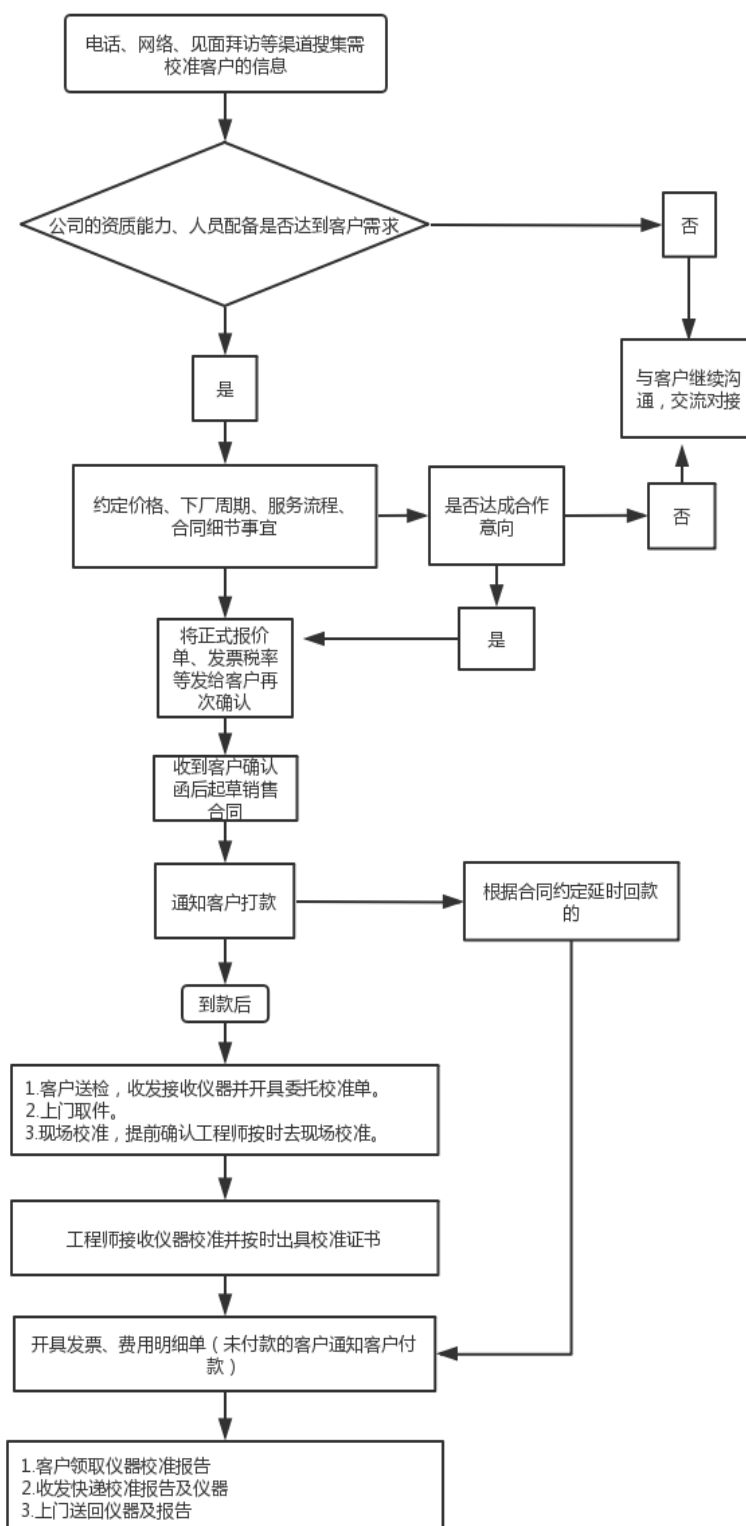 电话、网络、见面拜访等渠道搜集需
校准客户的信息
公司的资质能力、人员配备是否达到客户需求
否
是
与客户继续沟
通，交流对接
约定价格、下厂周期、服务流程、
合同细节事宜
是否达成合作
意向
否
是
将正式报价
单、发票税率
等发给客户再
次确认
收到客户确认
函后起草销售
合同
通知客户打款
根据合同约定延时回款
的
到款后
1.客户送检，收发接收仪器并开具委托校准单。
2.上门取件。
3.现场校准，提前确认工程师按时去现场校准。
工程师接收仪器校准并按时出具校准证书
开具发票、费用明细单（未付款的客户通知客户付
款）
1.客户领取仪器校准报告
2.收发快递校准报告及仪器
3.上门送回仪器及报告